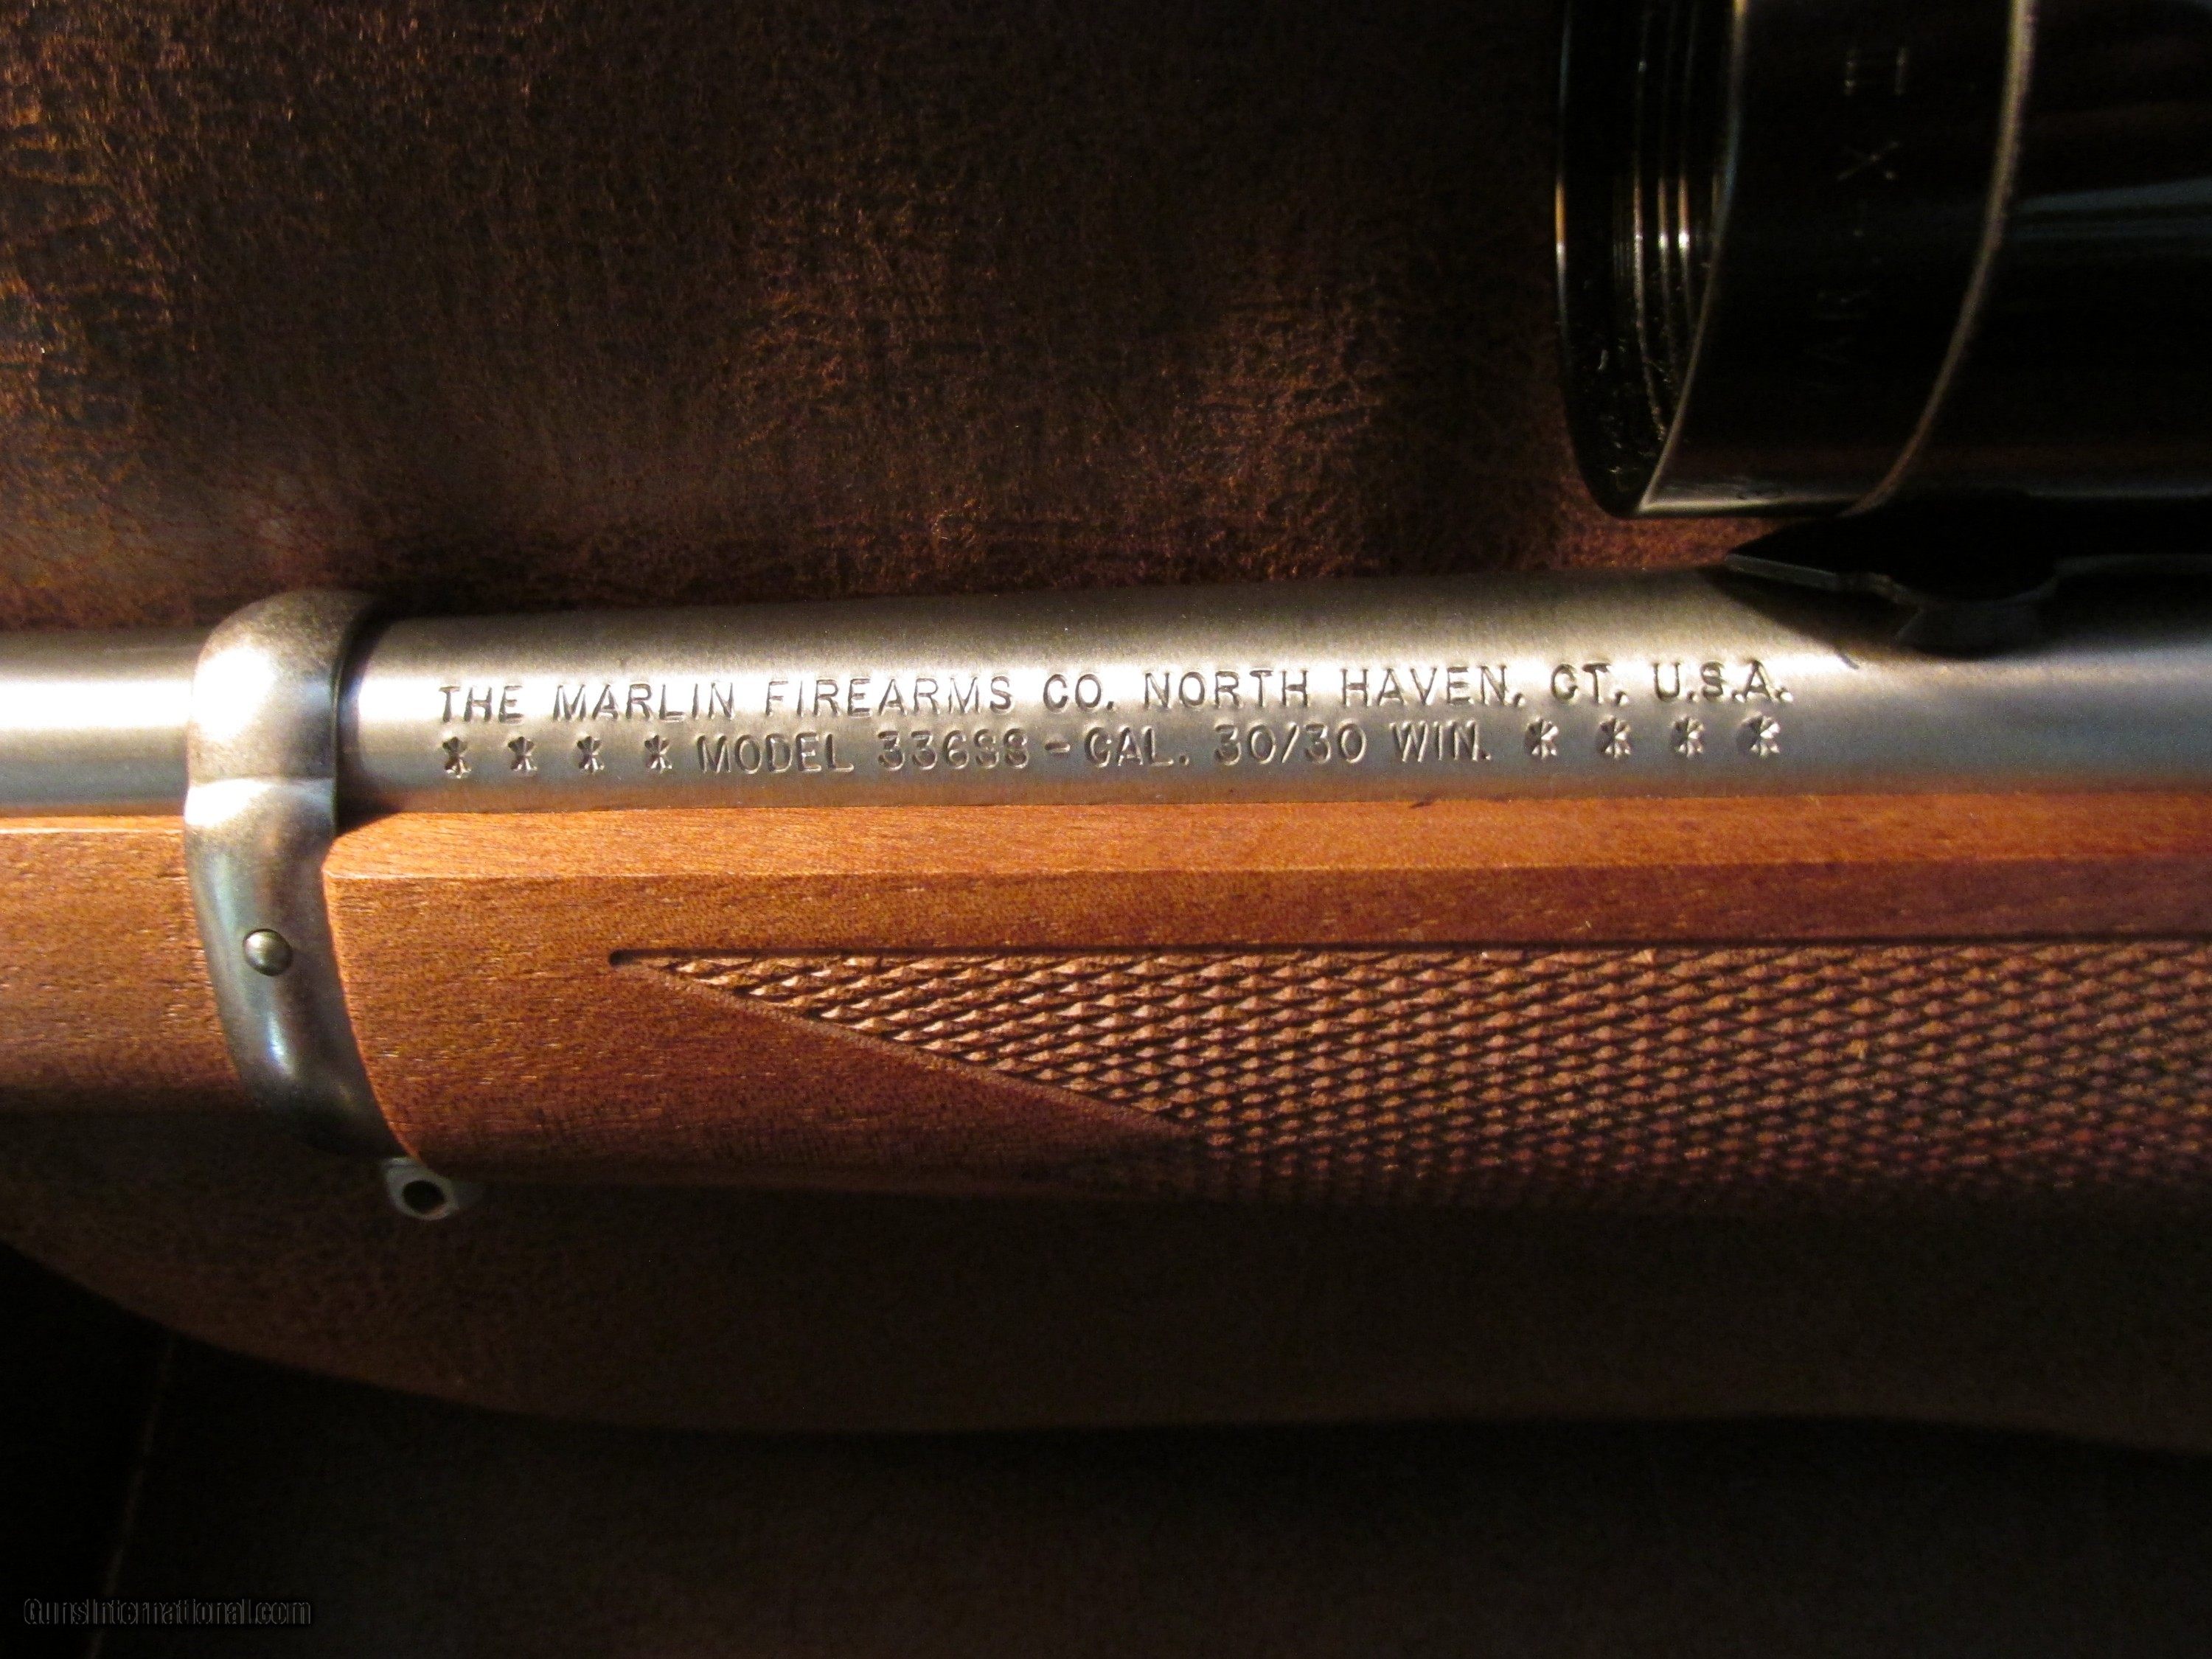 THE MARLIN FIREARMS CO. NORTH HAVEN, CT. U.S.A.
* * * * MODEL 336SS - CAL. 30/30 WIN. * * * *
GunsInternational.com